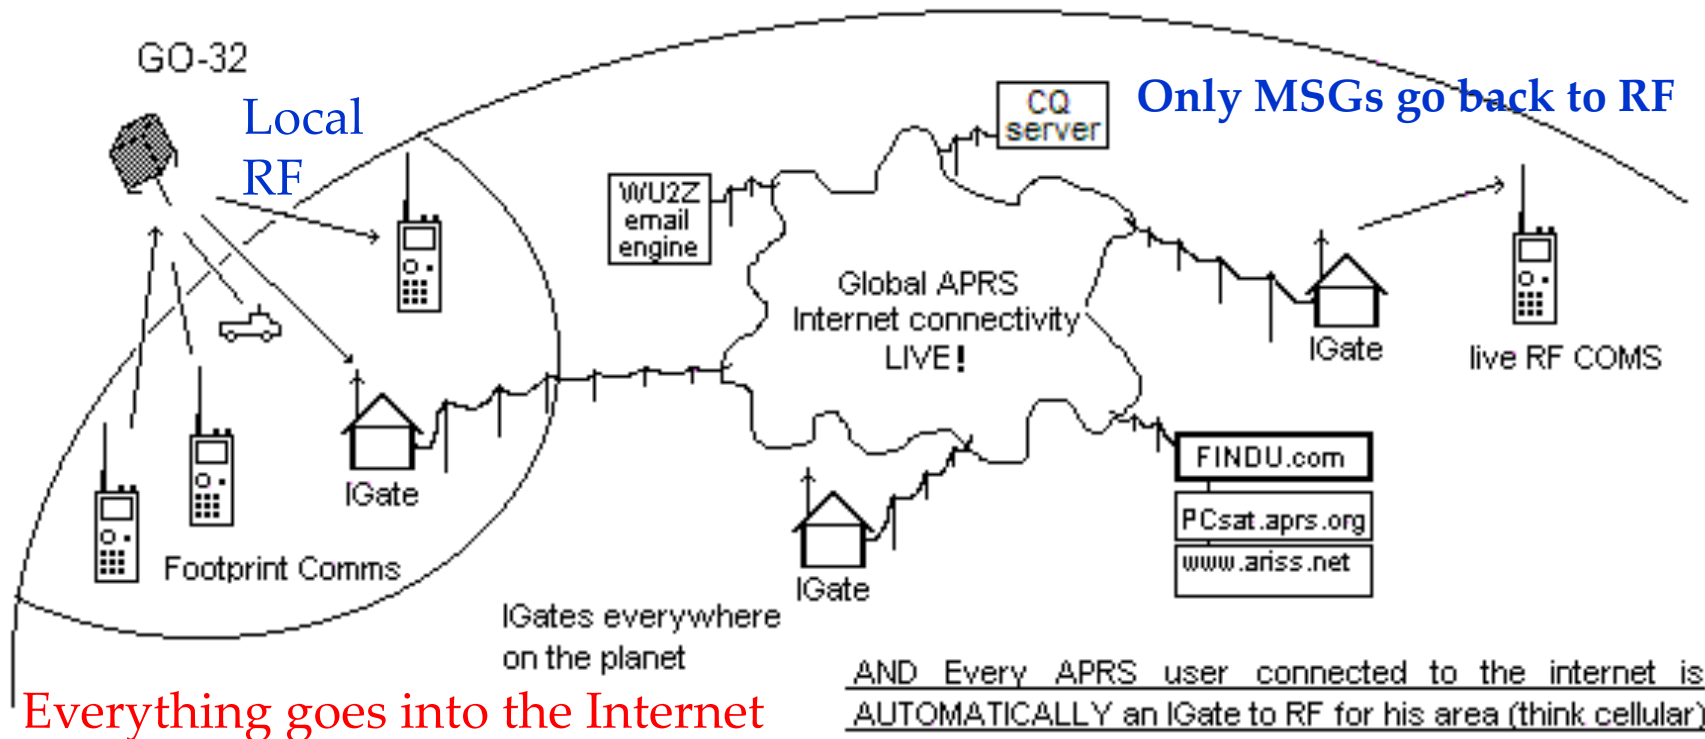 GO-32
Local
RF
CQ
server
Only MSGs go back to RF
WU2Z
email
engine
Global APRS
Internet connectivity
LIVE!
IGate
live RF COMS
IGate
Footprint Comms
FINDU.com
PCsat.aprs.org
www.ariss.net
IGate
IGates everywhere
on the planet
Everything goes into the Internet
AND Every APRS user connected to the internet is
AUTOMATICALLY an IGate to RF for his area (think cellular)